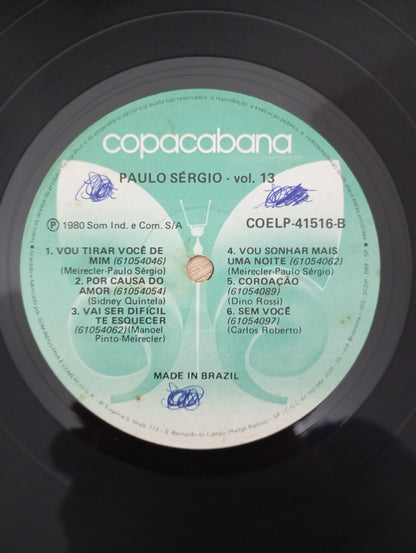 copacabana
PAULO SÉRGIO - vol. 13
Ⓟ 1980 Som Ind. e Com. S/A
COELP-41516-B
1. VOU TIRAR VOCÊ DE
MIM (61054046)
(Meirecler-Paulo Sérgio)
2. POR CAUSA DO
AMOR (61054054)
(Sidney Quintela)
3. VAI SER DIFÍCIL
TE ESQUECER
(61054062)(Manoel
Pinto-Meirecler)
4. VOU SONHAR MAIS
UMA NOITE (61054062)
(Meirecler-Paulo Sérgio)
5. COROAÇÃO
(61054089)
(Dino Rossi)
6. SEM VOCÊ
(61054097)
(Carlos Roberto)
MADE IN BRAZIL